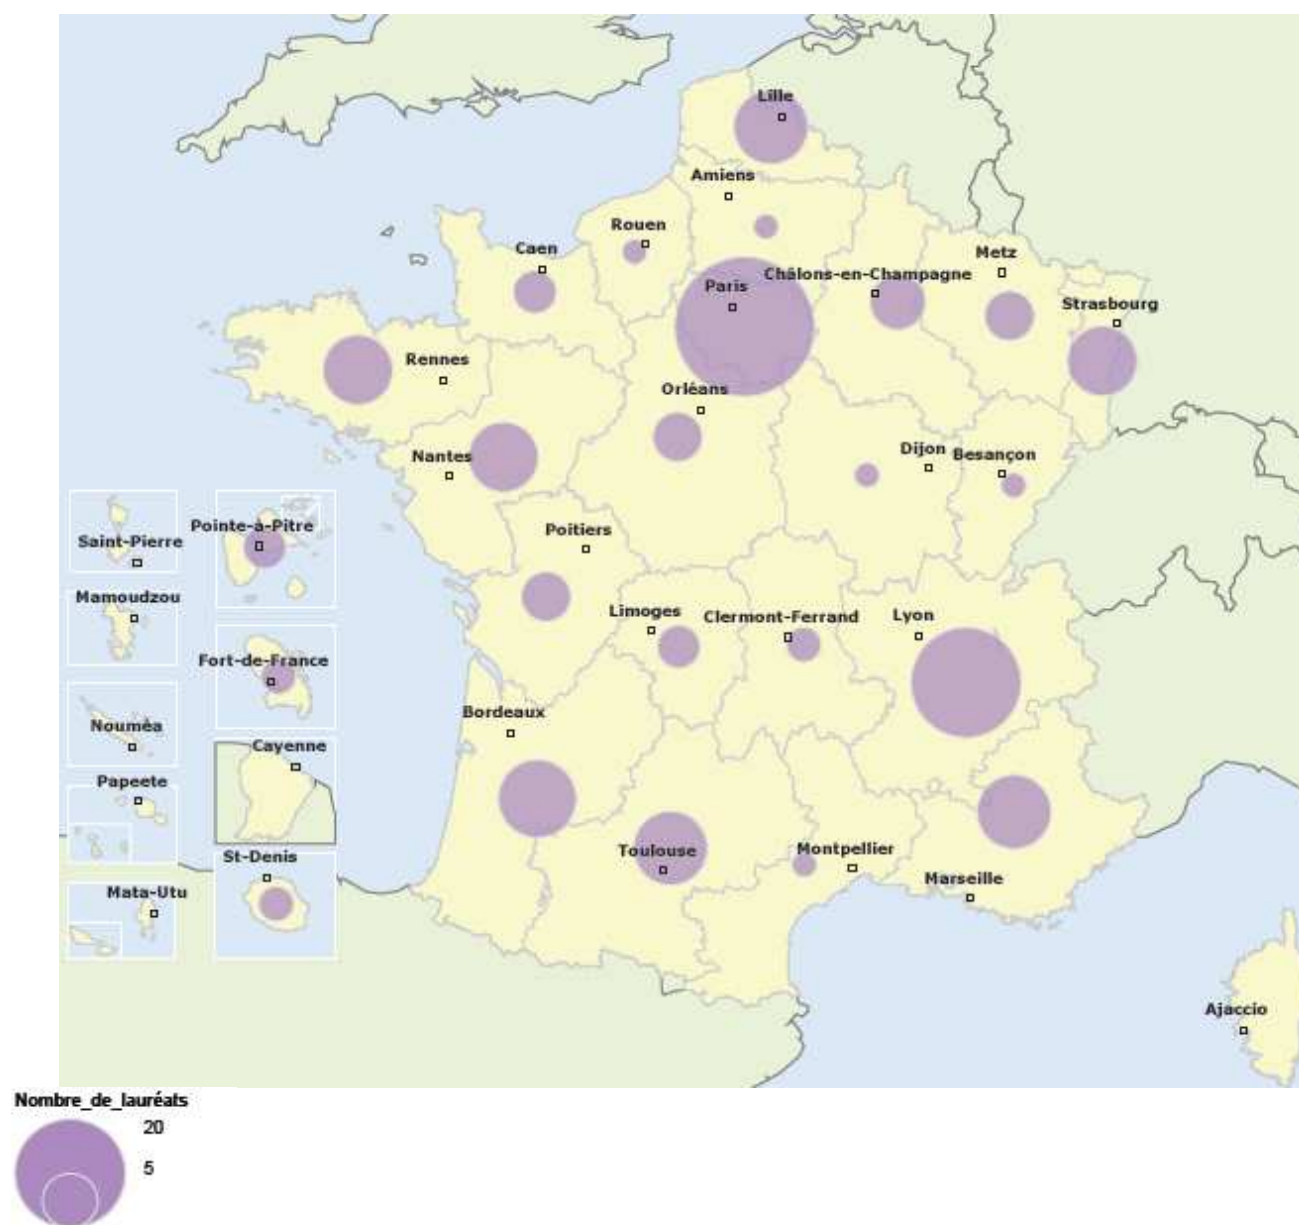 Lille
Amiens
Rouen
Caen
Metz
Châlons-en-Champagne
Paris
Strasbourg
Rennes
Orléans
Dijon
Besançon
Nantes
Pointe-à-Pitre
Poitiers
Saint-Pierre
Mamoudzou
Limoges
Clermont-Ferrand
Lyon
Fort-de-France
Bordeaux
Nouméa
Cayenne
Papeete
Toulouse
Montpellier
St-Denis
Marseille
Mata-Utu
Ajaccio
Nombre_de_lauréats
20
5